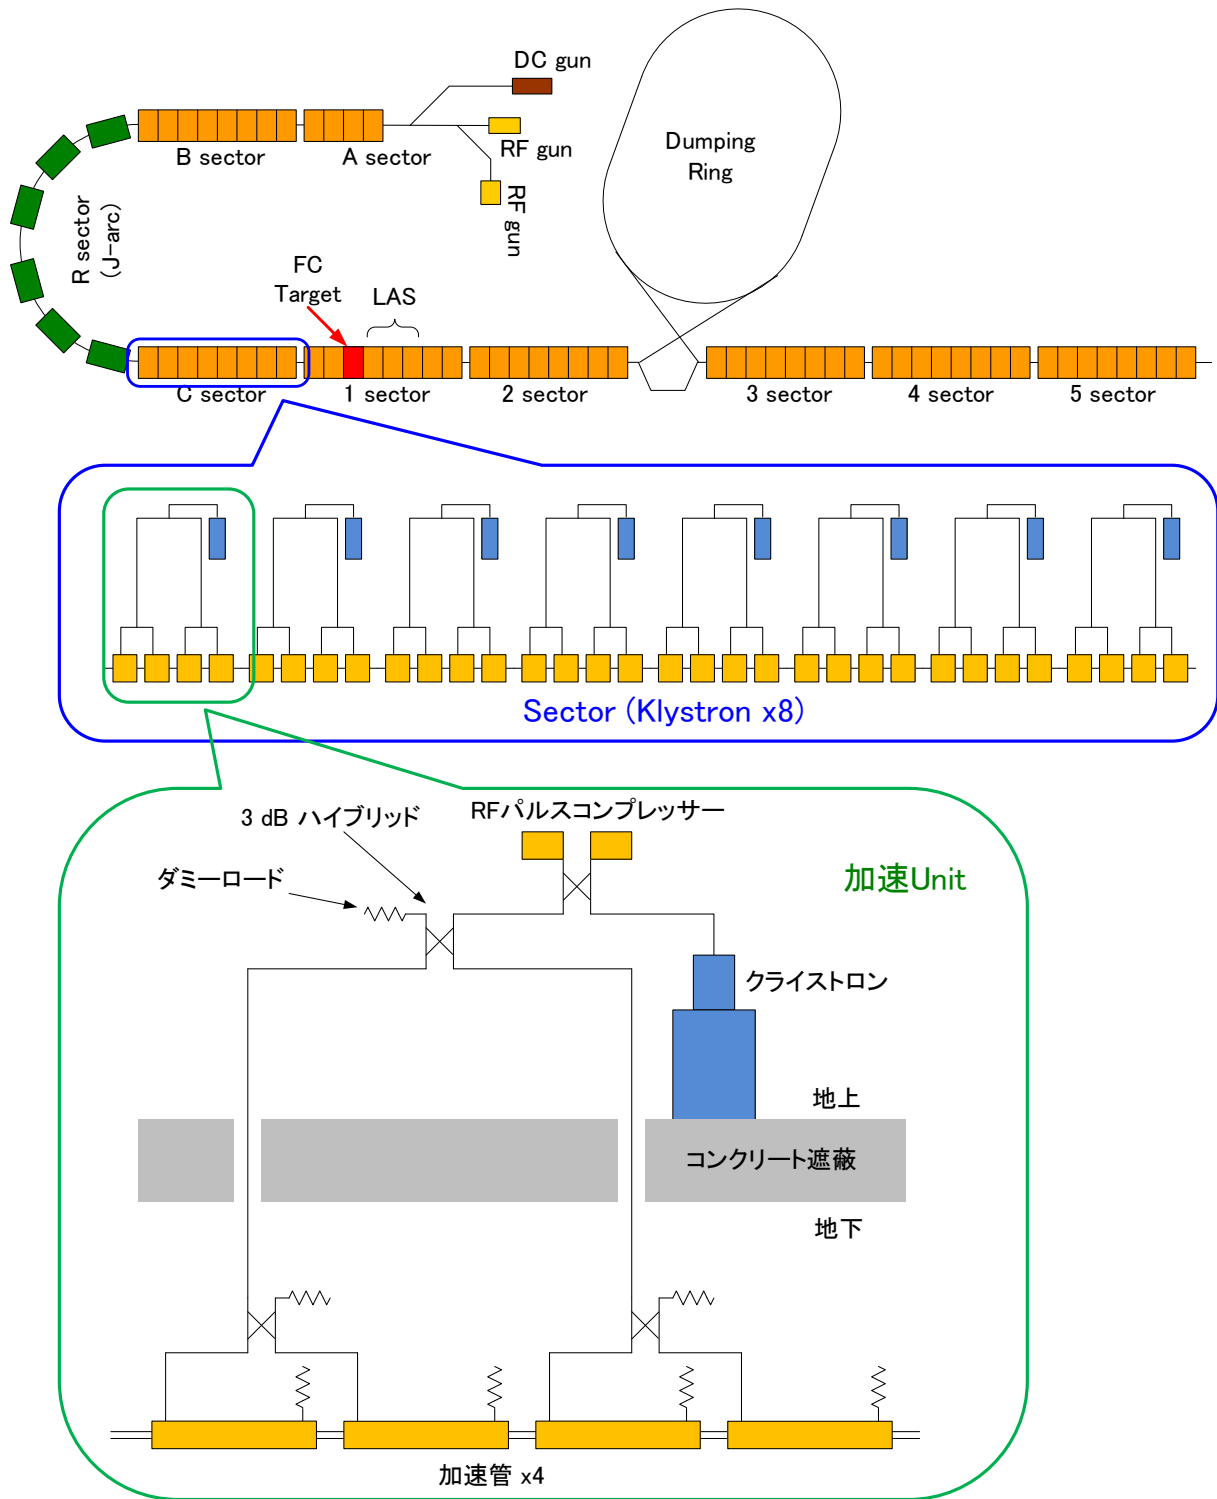 DC gun
RF gun
RF gun
B sector
A sector
Dumping
Ring
R sector
(J-arc)
FC
Target
LAS
C sector
1 sector
2 sector
3 sector
4 sector
5 sector
Sector (Klystron x8)
3 dB ハイブリッド
RFパルスコンプレッサー
ダミーロード
加速Unit
クライストロン
地上
コンクリート遮蔽
地下
加速管 x4